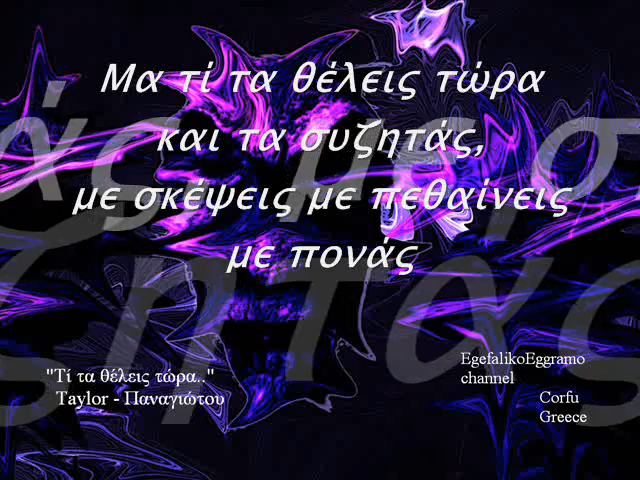 Μα τί τα θέλεις τώρα
και τα συζητάς,
με σκέψεις με πεθαίνεις
με πονάς
"Τί τα θέλεις τώρα.."
Taylor - Παναγιώτου
EgefalikoEggramo
channel
Corfu
Greece